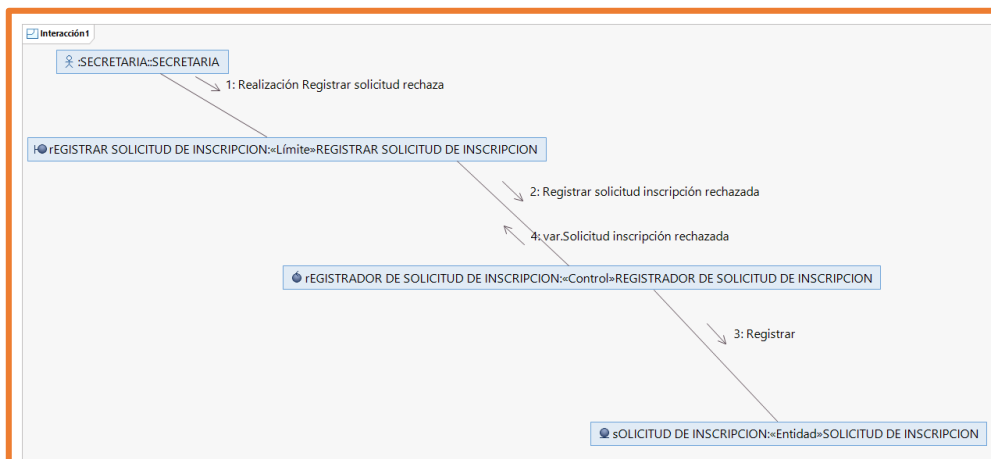 Interacción1
:SECRETARIA::SECRETARIA
1: Realización Registrar solicitud rechaza
rEGISTRAR SOLICITUD DE INSCRIPCION:«Límite»REGISTRAR SOLICITUD DE INSCRIPCION
2: Registrar solicitud inscripción rechazada
4: var.Solicitud inscripción rechazada
rEGISTRADOR DE SOLICITUD DE INSCRIPCION:«Control»REGISTRADOR DE SOLICITUD DE INSCRIPCION
3: Registrar
sOLICITUD DE INSCRIPCION:«Entidad»SOLICITUD DE INSCRIPCION